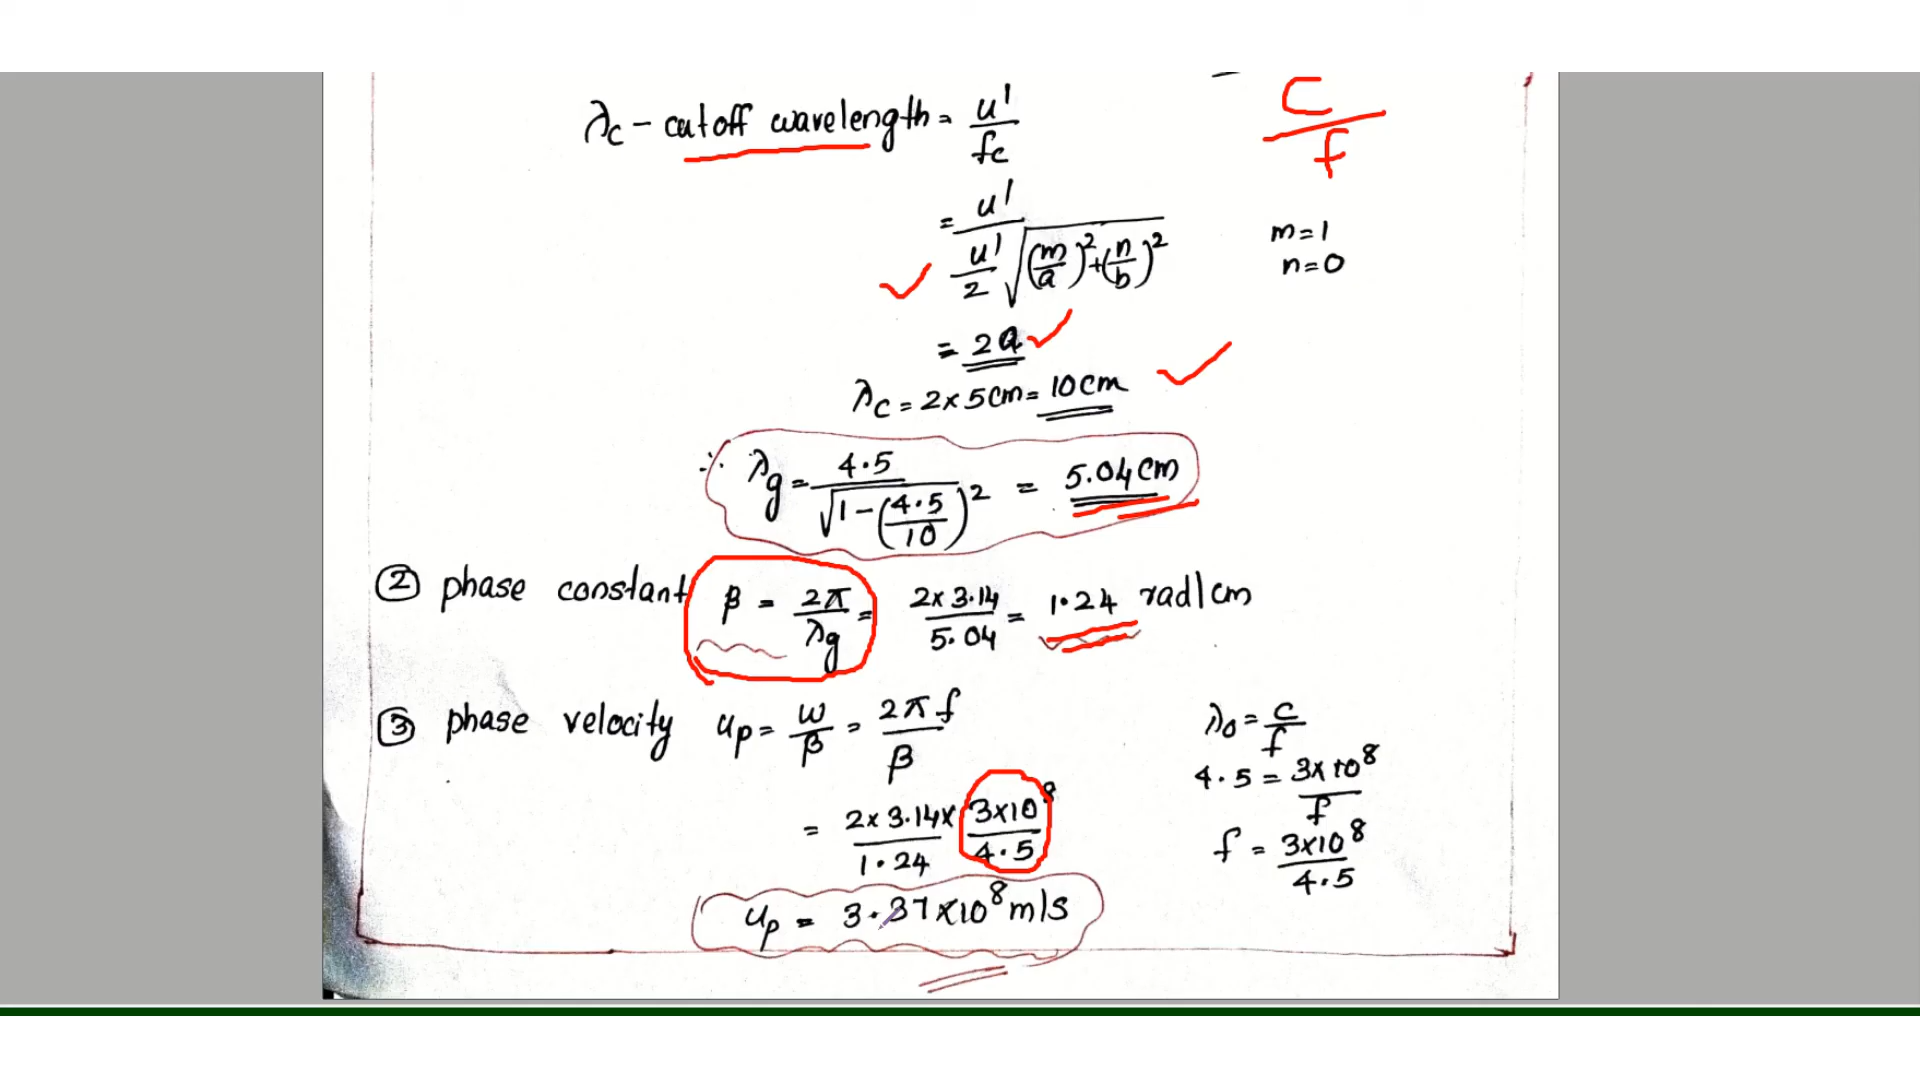 λc - cutoff wavelength = u'/fc
C/f
= u' / (u'/2 √((m/a)²+(n/b)²))
m=1
n=0
= 2a
λc = 2×5cm = 10cm
∴ λg = 4.5 / √(1-(4.5/10)²) = 5.04cm
② phase constant β = 2π/λg = 2×3.14/5.04 = 1.24 rad/cm
③ phase velocity up = ω/β = 2πf/β
= 2×3.14/1.24 × 3×10⁸/4.5
up = 3.37×10⁸ m/s
λ0 = c/f
4.5 = 3×10⁸/f
f = 3×10⁸/4.5